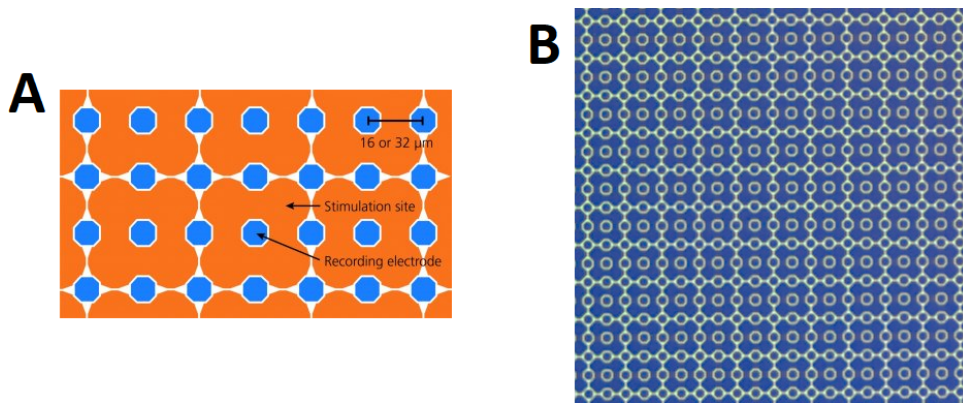 A
B
16 or 32 µm
Stimulation site
Recording electrode